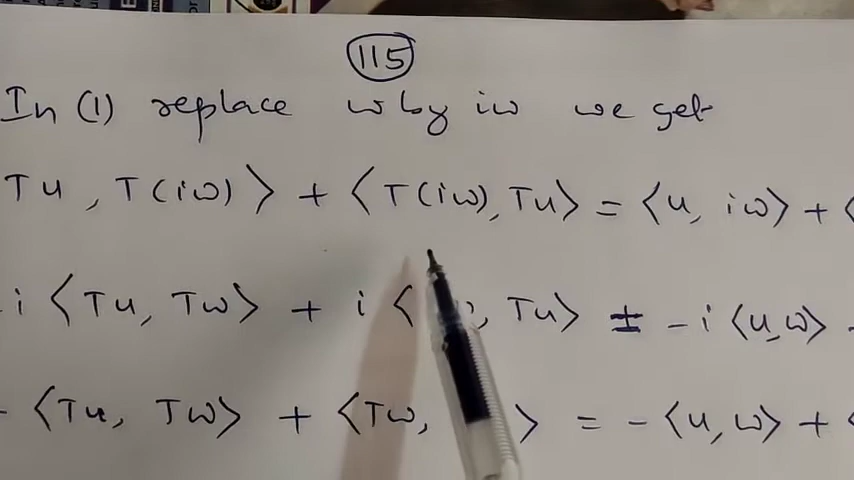 115
In (1) replace w by iw we get
Tu, T(iw)⟩ + ⟨T(iw), Tu⟩ = ⟨u, iw⟩ + ⟨
-i ⟨Tu, Tw⟩ + i ⟨ , Tu⟩ ± -i ⟨u,w⟩ -
- ⟨Tu, Tw⟩ + ⟨Tw, ⟩ = - ⟨u,w⟩ + ⟨